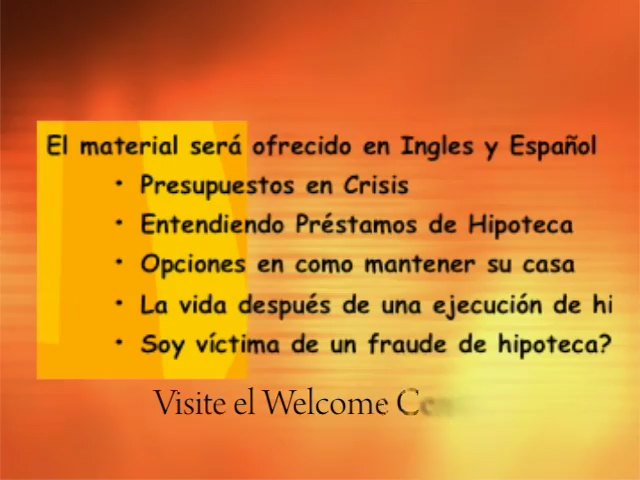 El material será ofrecido en Ingles y Español
• Presupuestos en Crisis
• Entendiendo Préstamos de Hipoteca
• Opciones en como mantener su casa
• La vida después de una ejecución de hi
• Soy víctima de un fraude de hipoteca?
Visite el Welcome